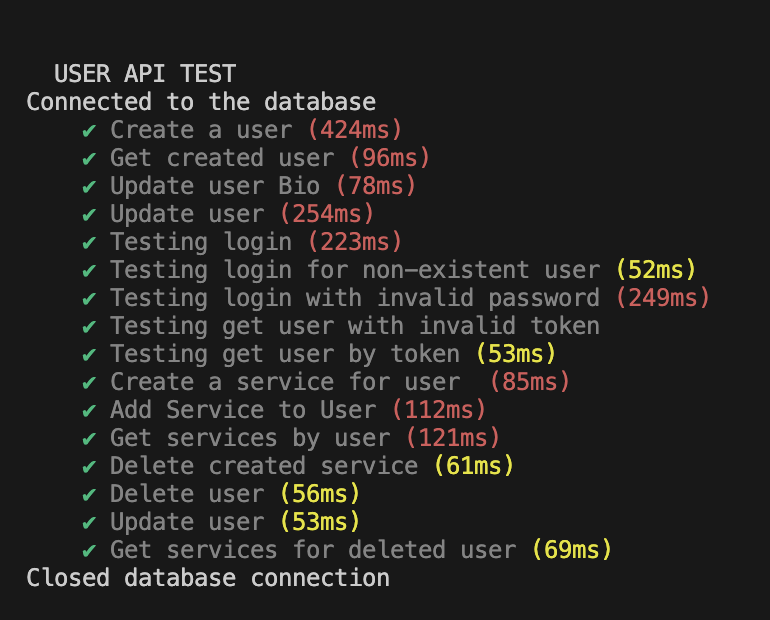 USER API TEST
Connected to the database
✔ Create a user (424ms)
✔ Get created user (96ms)
✔ Update user Bio (78ms)
✔ Update user (254ms)
✔ Testing login (223ms)
✔ Testing login for non-existent user (52ms)
✔ Testing login with invalid password (249ms)
✔ Testing get user with invalid token
✔ Testing get user by token (53ms)
✔ Create a service for user  (85ms)
✔ Add Service to User (112ms)
✔ Get services by user (121ms)
✔ Delete created service (61ms)
✔ Delete user (56ms)
✔ Update user (53ms)
✔ Get services for deleted user (69ms)
Closed database connection